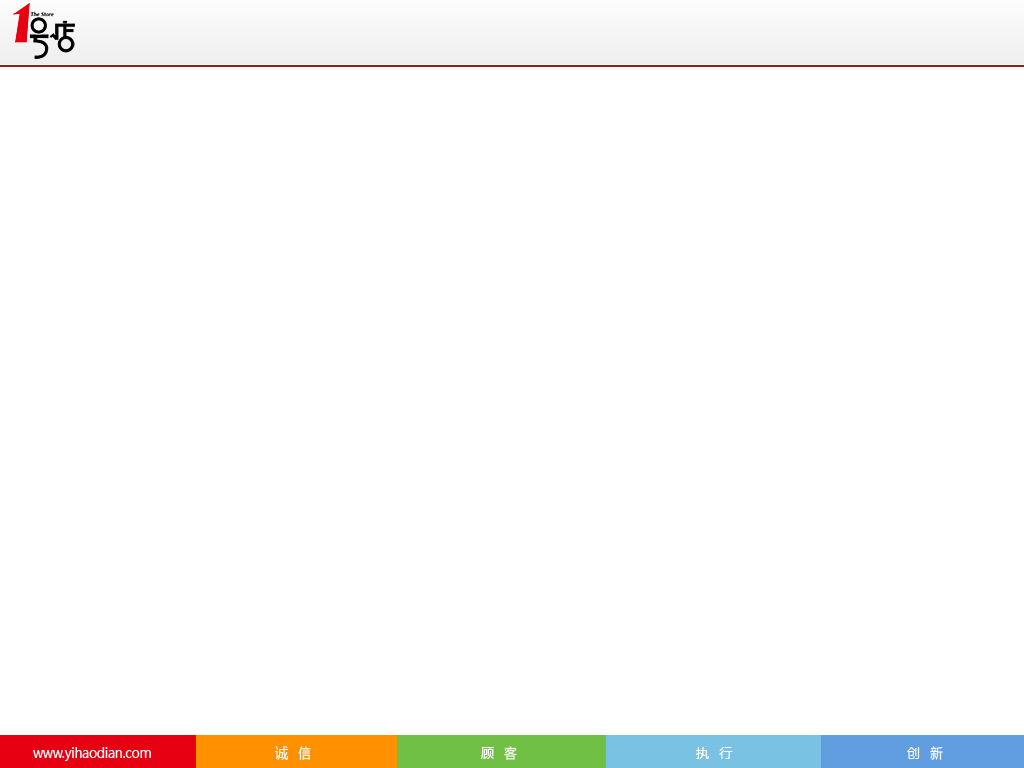 1号店
The Store
www.yihaodian.com
诚 信
顾 客
执 行
创 新